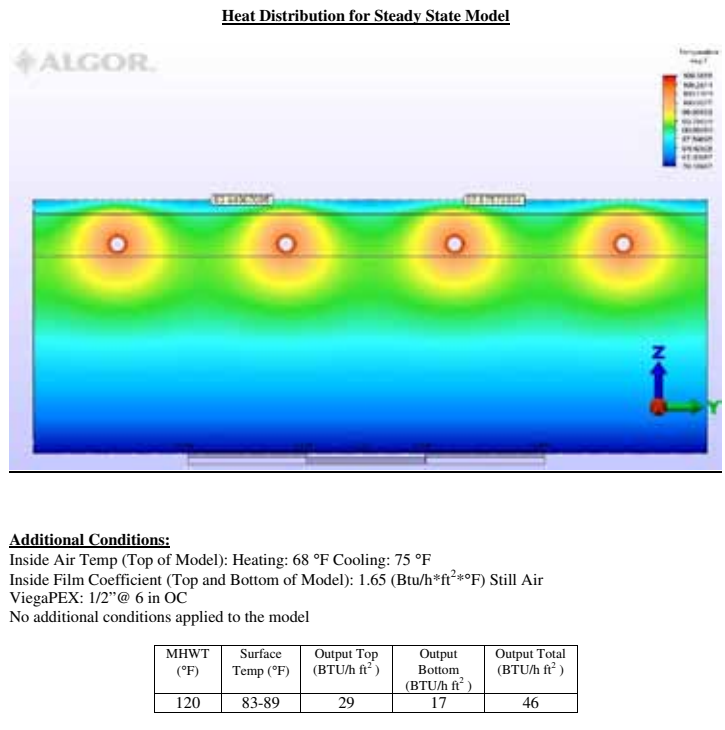 Heat Distribution for Steady State Model
ALGOR
Z
Y
Additional Conditions:
Inside Air Temp (Top of Model): Heating: 68 °F Cooling: 75 °F
Inside Film Coefficient (Top and Bottom of Model): 1.65 (Btu/h*ft²*°F) Still Air
ViegaPEX: 1/2”@ 6 in OC
No additional conditions applied to the model
MHWT (°F) Surface Temp (°F) Output Top (BTU/h ft²) Output Bottom (BTU/h ft²) Output Total (BTU/h ft²)
120 83-89 29 17 46